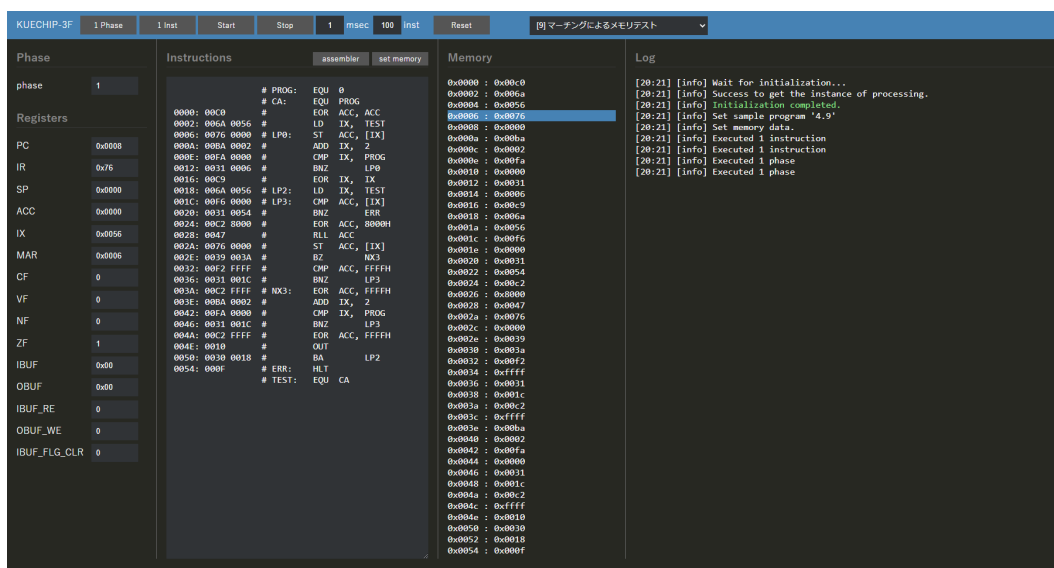 KUECHIP-3F 1 Phase 1 Inst Start Stop 1 msec 100 inst Reset [9] マーチングによるメモリテスト
Phase
phase 1
Registers
PC 0x0008
IR 0x76
SP 0x0000
ACC 0x0000
IX 0x0056
MAR 0x0006
CF 0
VF 0
NF 0
ZF 1
IBUF 0x00
OBUF 0x00
IBUF_RE 0
OBUF_WE 0
IBUF_FLG_CLR 0
Instructions assembler set memory
# PROG: EQU 0
# CA: EQU PROG
0000: 00C0 # EOR ACC, ACC
0002: 006A 0056 # LD IX, TEST
0006: 0076 0000 # LP0: ST ACC, [IX]
000A: 00BA 0002 # ADD IX, 2
000E: 00FA 0000 # CMP IX, PROG
0012: 0031 0006 # BNZ LP0
0016: 00C9 # EOR IX, IX
0018: 006A 0056 # LP2: LD IX, TEST
001C: 00F6 0000 # LP3: CMP ACC, [IX]
0020: 0031 0054 # BNZ ERR
0024: 00C2 8000 # EOR ACC, 8000H
0028: 0047 # RLL ACC
002A: 0076 0000 # ST ACC, [IX]
002E: 0039 003A # BZ NX3
0032: 00F2 FFFF # CMP ACC, FFFFH
0036: 0031 001C # BNZ LP3
003A: 00C2 FFFF # NX3: EOR ACC, FFFFH
003E: 00BA 0002 # ADD IX, 2
0042: 00FA 0000 # CMP IX, PROG
0046: 0031 001C # BNZ LP3
004A: 00C2 FFFF # EOR ACC, FFFFH
004E: 0010 # OUT
0050: 0030 0018 # BA LP2
0054: 000F # ERR: HLT
# TEST: EQU CA
Memory
0x0000 : 0x00c0
0x0002 : 0x006a
0x0004 : 0x0056
0x0006 : 0x0076
0x0008 : 0x0000
0x000a : 0x00ba
0x000c : 0x0002
0x000e : 0x00fa
0x0010 : 0x0000
0x0012 : 0x0031
0x0014 : 0x0006
0x0016 : 0x00c9
0x0018 : 0x006a
0x001a : 0x0056
0x001c : 0x00f6
0x001e : 0x0000
0x0020 : 0x0031
0x0022 : 0x0054
0x0024 : 0x00c2
0x0026 : 0x8000
0x0028 : 0x0047
0x002a : 0x0076
0x002c : 0x0000
0x002e : 0x0039
0x0030 : 0x003a
0x0032 : 0x00f2
0x0034 : 0xffff
0x0036 : 0x0031
0x0038 : 0x001c
0x003a : 0x00c2
0x003c : 0xffff
0x003e : 0x00ba
0x0040 : 0x0002
0x0042 : 0x00fa
0x0044 : 0x0000
0x0046 : 0x0031
0x0048 : 0x001c
0x004a : 0x00c2
0x004c : 0xffff
0x004e : 0x0010
0x0050 : 0x0030
0x0052 : 0x0018
0x0054 : 0x000f
Log
[20:21] [info] Wait for initialization...
[20:21] [info] Success to get the instance of processing.
[20:21] [info] Initialization completed.
[20:21] [info] Set sample program '4.9'
[20:21] [info] Set memory data.
[20:21] [info] Executed 1 instruction
[20:21] [info] Executed 1 instruction
[20:21] [info] Executed 1 phase
[20:21] [info] Executed 1 phase